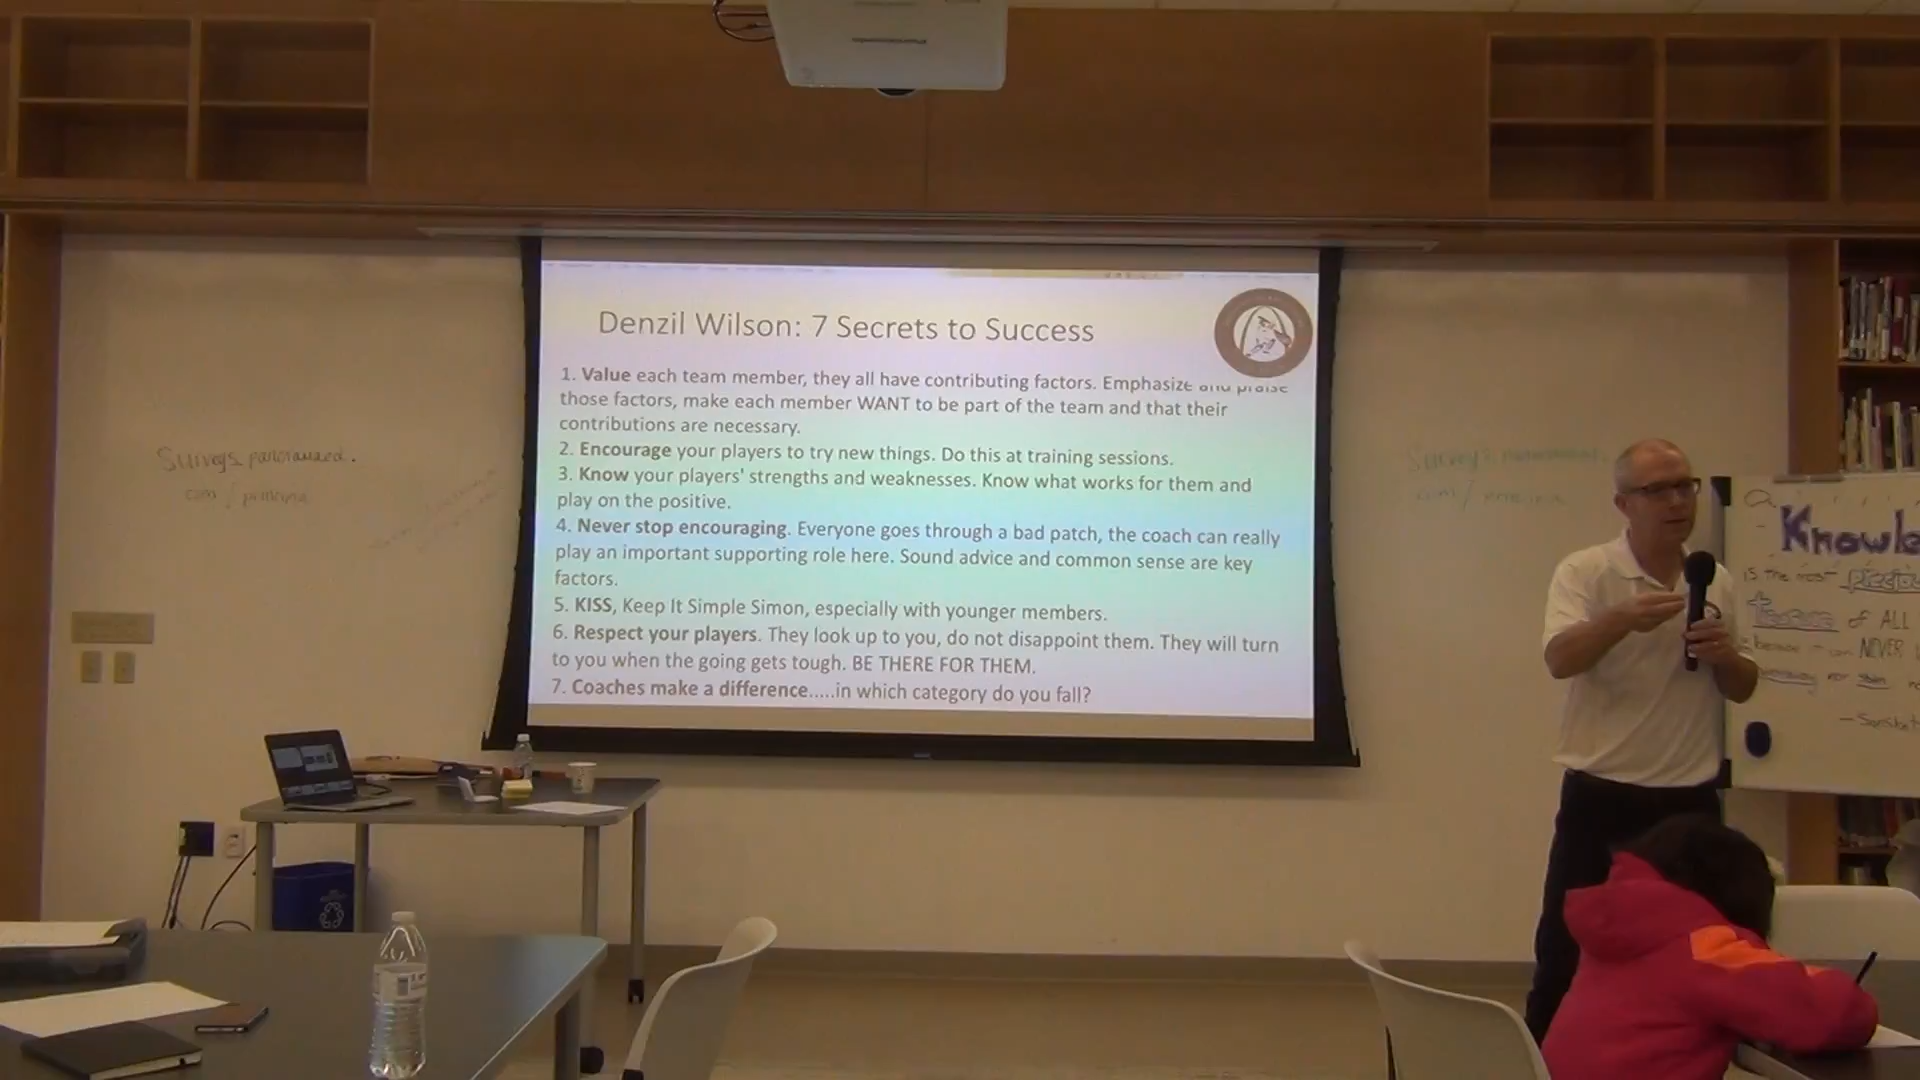 Denzil Wilson: 7 Secrets to Success
1. Value each team member, they all have contributing factors. Emphasize and praise
those factors, make each member WANT to be part of the team and that their
contributions are necessary.
2. Encourage your players to try new things. Do this at training sessions.
3. Know your players' strengths and weaknesses. Know what works for them and
play on the positive.
4. Never stop encouraging. Everyone goes through a bad patch, the coach can really
play an important supporting role here. Sound advice and common sense are key
factors.
5. KISS, Keep It Simple Simon, especially with younger members.
6. Respect your players. They look up to you, do not disappoint them. They will turn
to you when the going gets tough. BE THERE FOR THEM.
7. Coaches make a difference.....in which category do you fall?
Knowle
is the most
treasure of ALL
because it can NEVER
nor